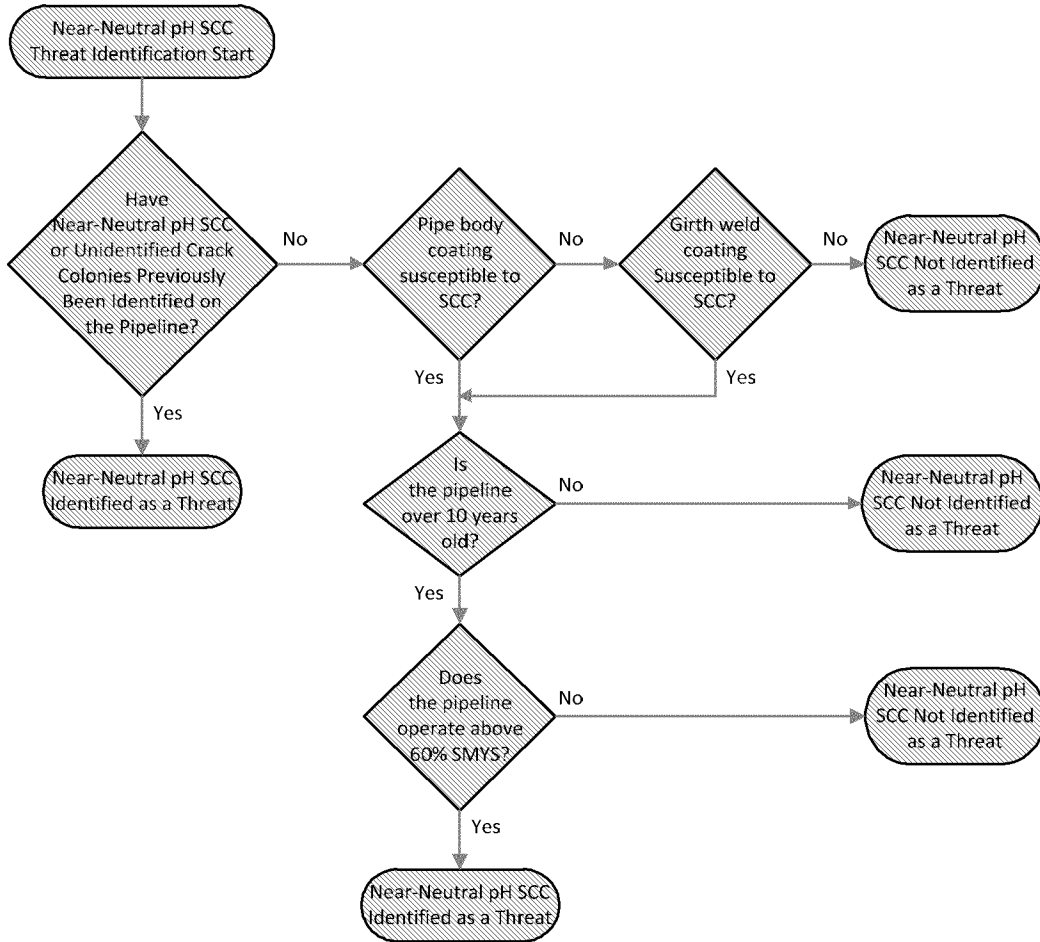 Near-Neutral pH SCC
Threat Identification Start
Have
Near-Neutral pH SCC
or Unidentified Crack
Colonies Previously
Been Identified on
the Pipeline?
No
Pipe body
coating
susceptible to
SCC?
No
Girth weld
coating
Susceptible to
SCC?
No
Near-Neutral pH
SCC Not Identified
as a Threat
Yes
Near-Neutral pH SCC
Identified as a Threat
Yes
Yes
Is
the pipeline
over 10 years
old?
No
Near-Neutral pH
SCC Not Identified
as a Threat
Yes
Does
the pipeline
operate above
60% SMYS?
No
Near-Neutral pH
SCC Not Identified
as a Threat
Yes
Near-Neutral pH SCC
Identified as a Threat